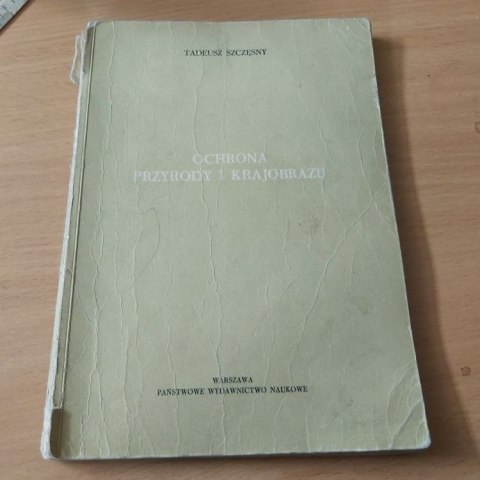 TADEUSZ SZCZĘSNY
OCHRONA
PRZYRODY I KRAJOBRAZU
WARSZAWA
PAŃSTWOWE WYDAWNICTWO NAUKOWE